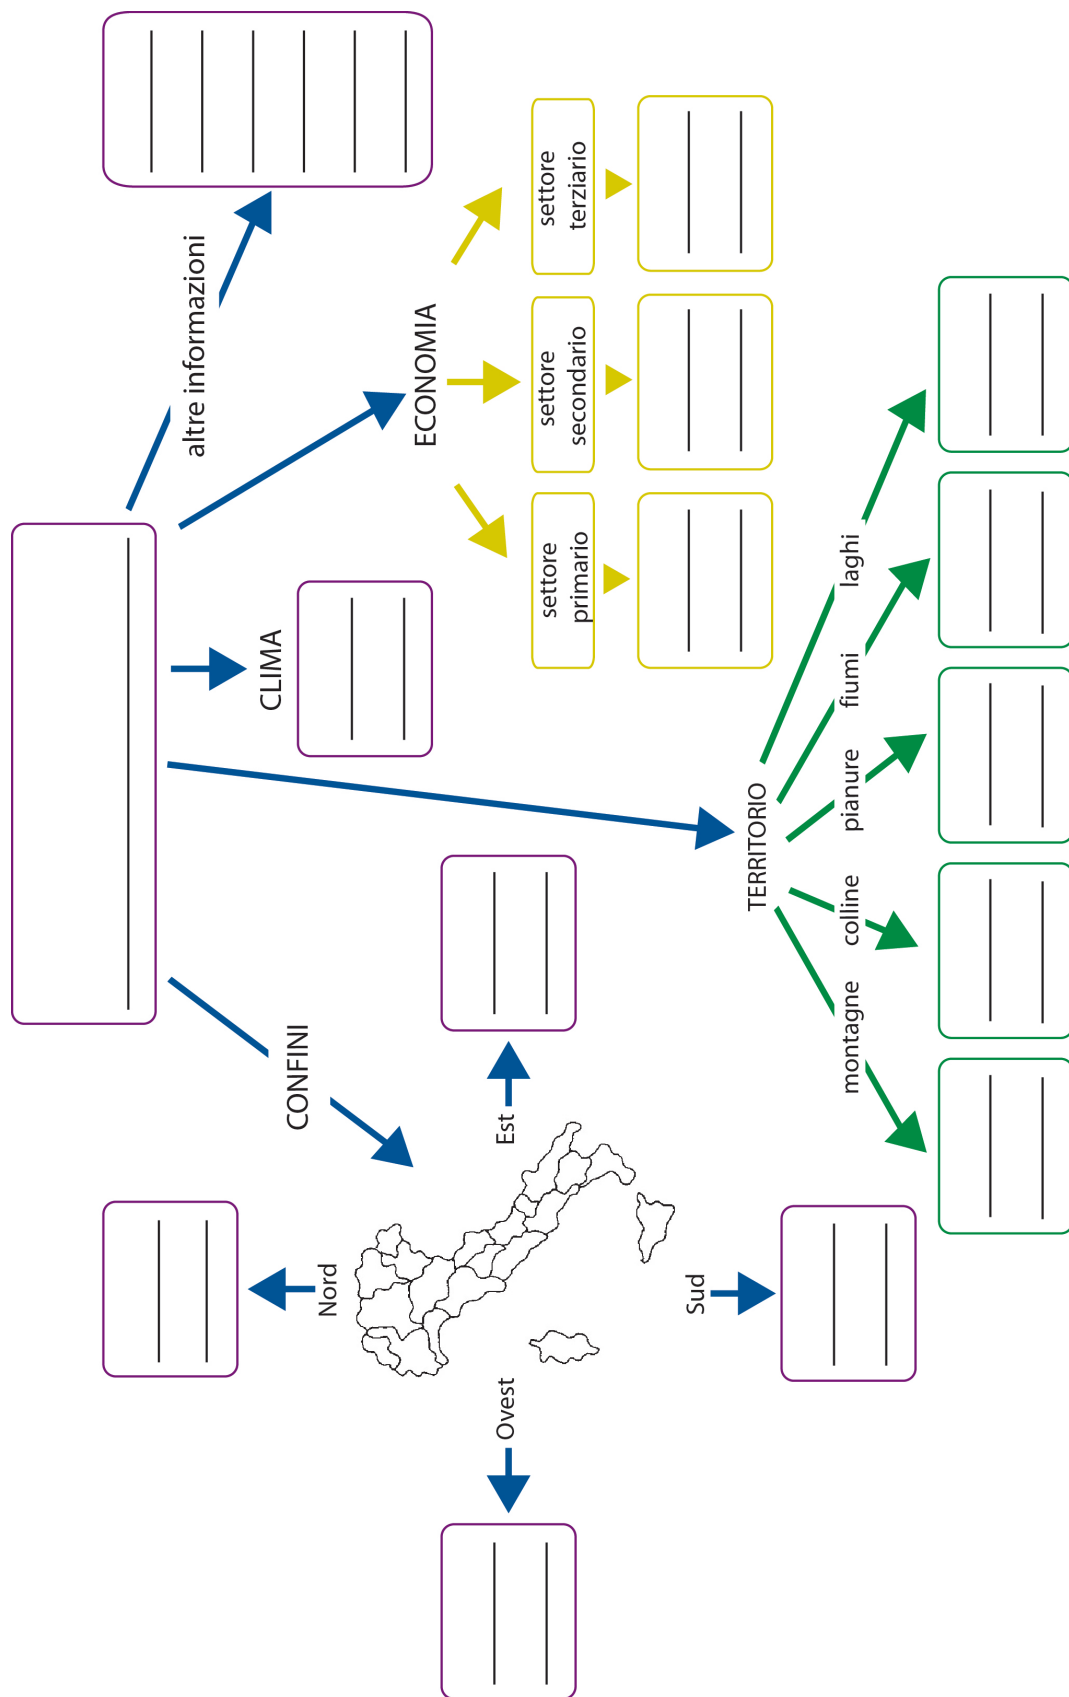 altre informazioni
CONFINI
CLIMA
ECONOMIA
Nord
Ovest
Est
Sud
settore
primario
settore
secondario
settore
terziario
TERRITORIO
montagne
colline
pianure
fiumi
laghi